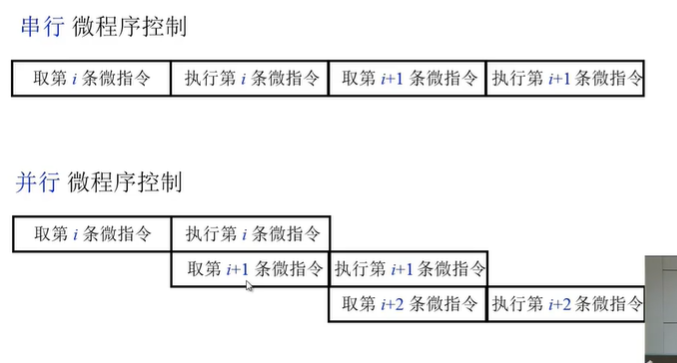 串行 微程序控制
取第 i 条微指令 执行第 i 条微指令 取第 i+1 条微指令 执行第 i+1 条微指令
并行 微程序控制
取第 i 条微指令 执行第 i 条微指令
取第 i+1 条微指令 执行第 i+1 条微指令
取第 i+2 条微指令 执行第 i+2 条微指令